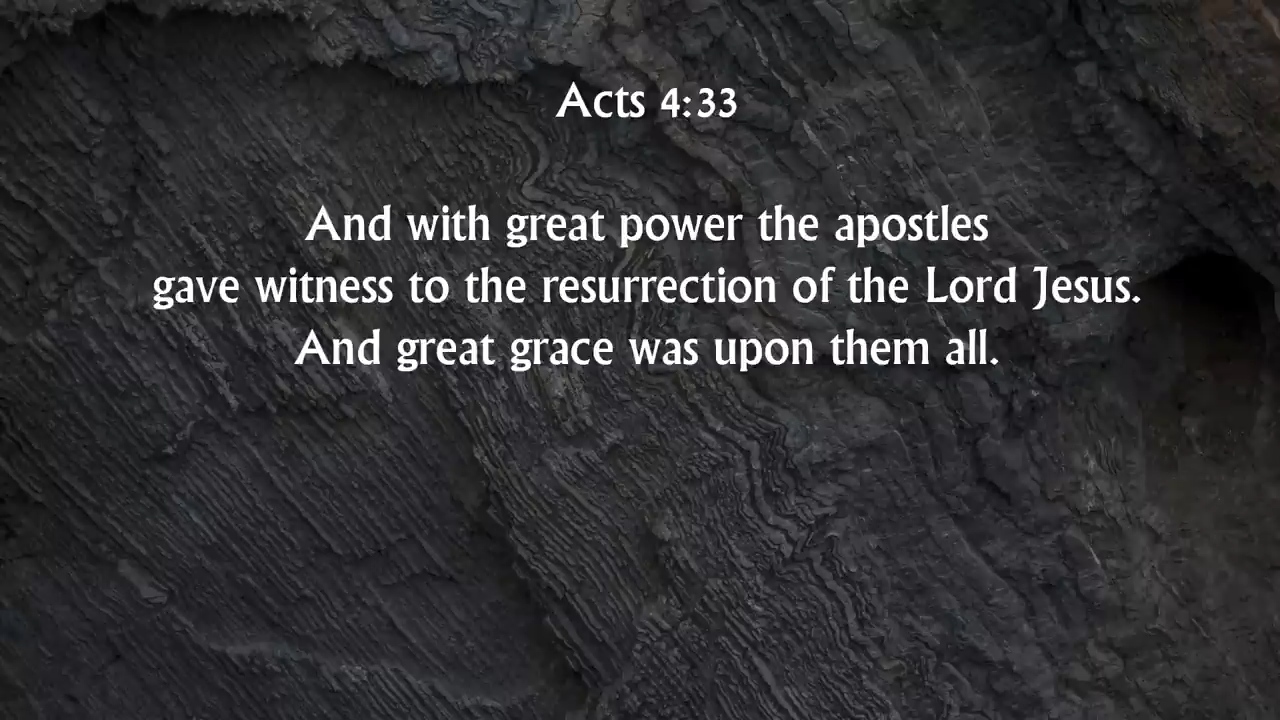 Acts 4:33
And with great power the apostles
gave witness to the resurrection of the Lord Jesus.
And great grace was upon them all.